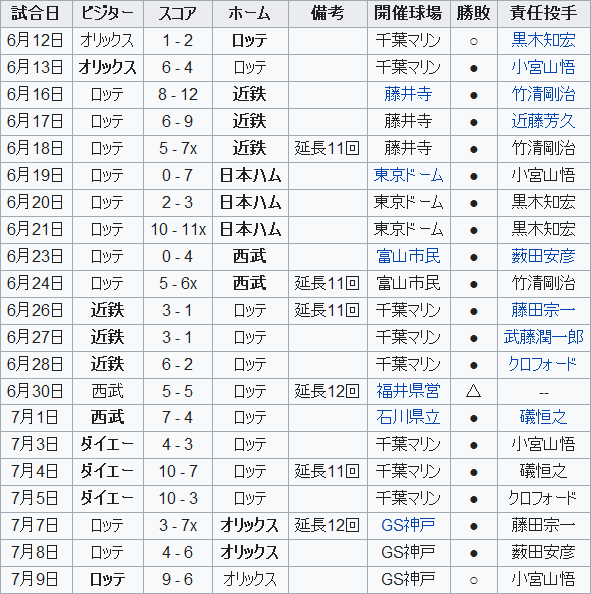 試合日 ビジター スコア ホーム 備考 開催球場 勝敗 責任投手
6月12日 オリックス 1 - 2 ロッテ 千葉マリン ○ 黒木知宏
6月13日 オリックス 6 - 4 ロッテ 千葉マリン ● 小宮山悟
6月16日 ロッテ 8 - 12 近鉄 藤井寺 ● 竹清剛治
6月17日 ロッテ 6 - 9 近鉄 藤井寺 ● 近藤芳久
6月18日 ロッテ 5 - 7x 近鉄 延長11回 藤井寺 ● 竹清剛治
6月19日 ロッテ 0 - 7 日本ハム 東京ドーム ● 小宮山悟
6月20日 ロッテ 2 - 3 日本ハム 東京ドーム ● 黒木知宏
6月21日 ロッテ 10 - 11x 日本ハム 東京ドーム ● 黒木知宏
6月23日 ロッテ 0 - 4 西武 富山市民 ● 薮田安彦
6月24日 ロッテ 5 - 6x 西武 延長11回 富山市民 ● 竹清剛治
6月26日 近鉄 3 - 1 ロッテ 延長11回 千葉マリン ● 藤田宗一
6月27日 近鉄 3 - 1 ロッテ 千葉マリン ● 武藤潤一郎
6月28日 近鉄 6 - 2 ロッテ 千葉マリン ● クロフォード
6月30日 西武 5 - 5 ロッテ 延長12回 福井県営 △ --
7月1日 西武 7 - 4 ロッテ 石川県立 ● 礒恒之
7月3日 ダイエー 4 - 3 ロッテ 千葉マリン ● 小宮山悟
7月4日 ダイエー 10 - 7 ロッテ 延長11回 千葉マリン ● 礒恒之
7月5日 ダイエー 10 - 3 ロッテ 千葉マリン ● クロフォード
7月7日 ロッテ 3 - 7x オリックス 延長12回 GS神戸 ● 藤田宗一
7月8日 ロッテ 4 - 6 オリックス GS神戸 ● 薮田安彦
7月9日 ロッテ 9 - 6 オリックス GS神戸 ○ 小宮山悟